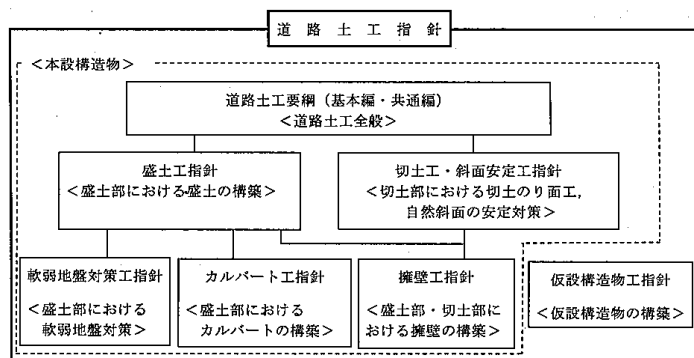 道路土工指針
<本設構造物>
道路土工要綱（基本編・共通編）
<道路土工全般>
盛土工指針
<盛土部における盛土の構築>
切土工・斜面安定工指針
<切土部における切土のり面工,
自然斜面の安定対策>
軟弱地盤対策工指針
<盛土部における
軟弱地盤対策>
カルバート工指針
<盛土部における
カルバートの構築>
擁壁工指針
<盛土部・切土部に
おける擁壁の構築>
仮設構造物工指針
<仮設構造物の構築>